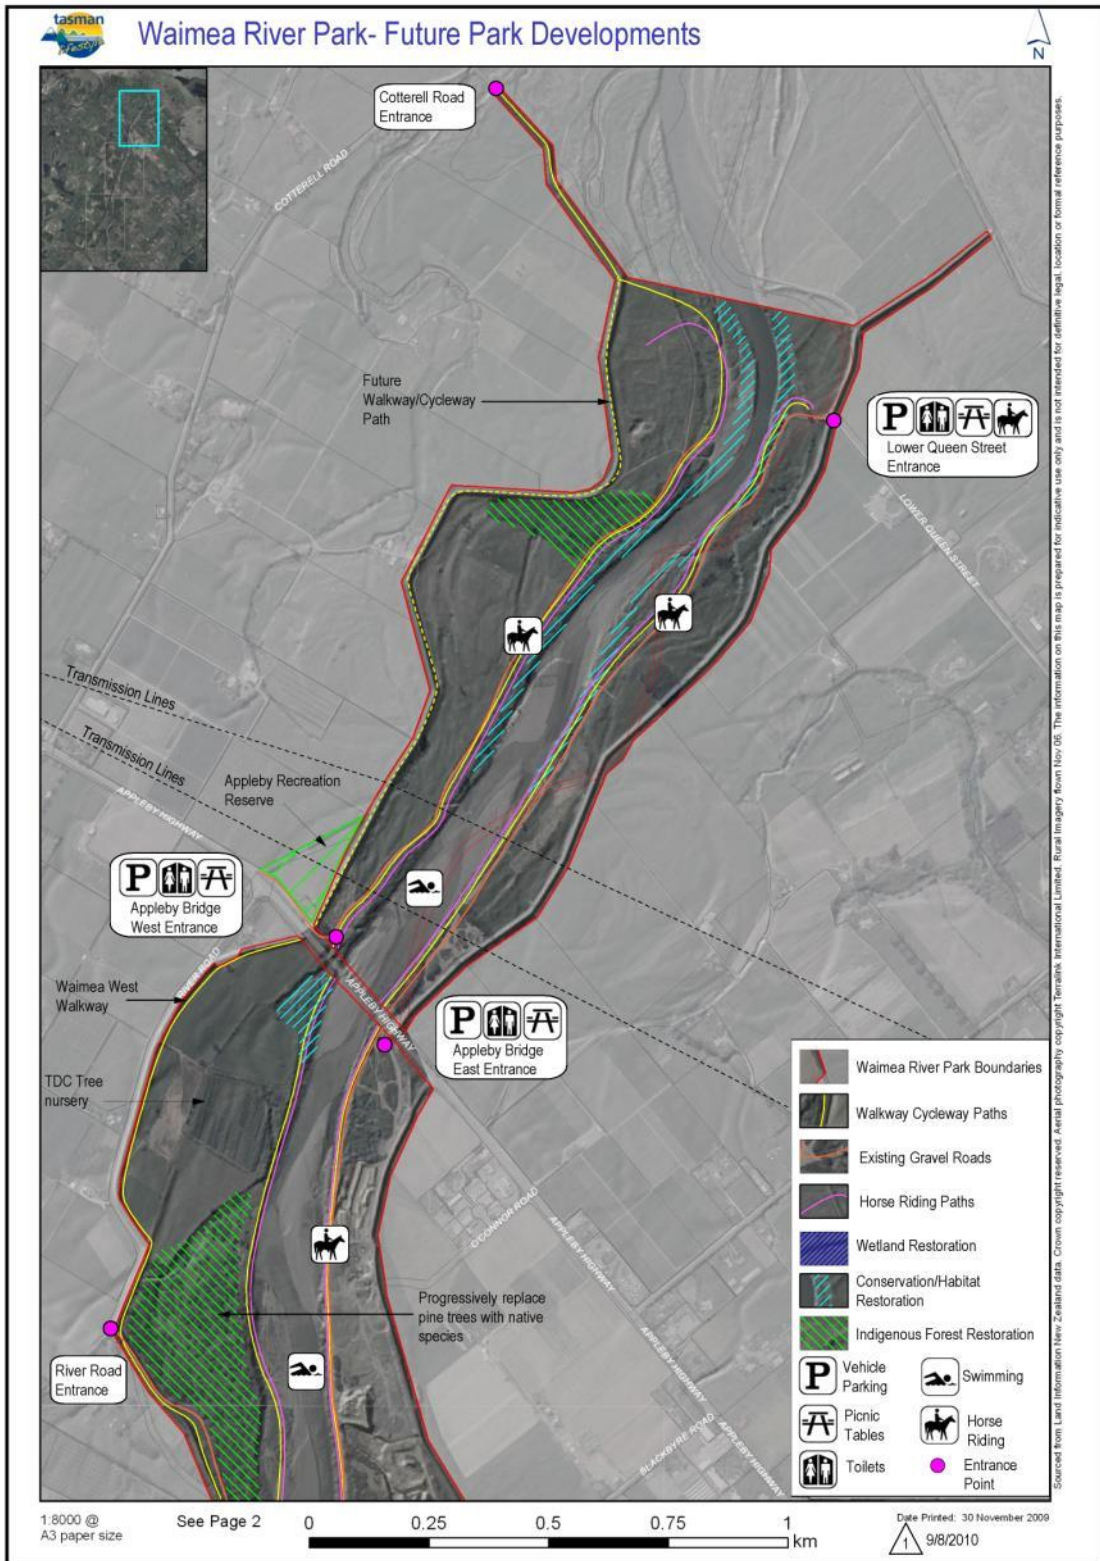 tasman
lifestyle
Waimea River Park- Future Park Developments
N
Cotterell Road
Entrance
COTTERELL ROAD
Future
Walkway/Cycleway
Path
P
Lower Queen Street
Entrance
LOWER QUEEN STREET
Transmission Lines
Transmission Lines
Appleby Recreation
Reserve
APPLEBY HIGHWAY
P
Appleby Bridge
West Entrance
RIVER ROAD
Waimea West
Walkway
APPLEBY HIGHWAY
P
Appleby Bridge
East Entrance
TDC Tree
nursery
O'CONNOR ROAD
APPLEBY HIGHWAY
Progressively replace
pine trees with native
species
APPLEBY HIGHWAY
River Road
Entrance
BLACKBYRE ROAD
APPLEBY HIGHWAY
Waimea River Park Boundaries
Walkway Cycleway Paths
Existing Gravel Roads
Horse Riding Paths
Wetland Restoration
Conservation/Habitat
Restoration
Indigenous Forest Restoration
P
Vehicle
Parking
Swimming
Picnic
Tables
Horse
Riding
Toilets
Entrance
Point
Sourced from Land Information New Zealand data. Crown copyright reserved. Aerial photography copyright Terralink International Limited. Rural Imagery flown Nov 06. The information on this map is prepared for indicative use only and is not intended for definitive legal, location or formal reference purposes.
1:8000 @
A3 paper size
See Page 2
0 0.25 0.5 0.75 1
km
Date Printed: 30 November 2009
1 9/8/2010